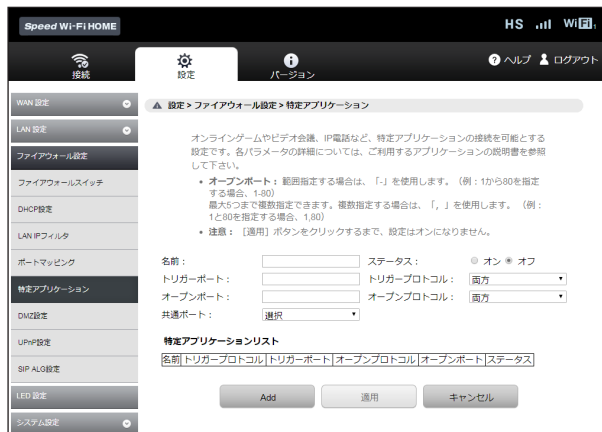 Speed Wi-Fi HOME
HS WiFi 1
接続
設定
バージョン
ヘルプ ログアウト
WAN 設定
LAN 設定
ファイアウォール設定
ファイアウォールスイッチ
DHCP設定
LAN IPフィルタ
ポートマッピング
特定アプリケーション
DMZ設定
UPnP設定
SIP ALG設定
LED 設定
システム設定
設定 > ファイアウォール設定 > 特定アプリケーション
オンラインゲームやビデオ会議、IP電話など、特定アプリケーションの接続を可能とする
設定です。各パラメータの詳細については、ご利用するアプリケーションの説明書を参照
して下さい。
• オープンポート： 範囲指定する場合は、「-」を使用します。（例：1から80を指定
する場合、1-80）
最大5つまで複数指定できます。複数指定する場合は、「，」を使用します。（例：
1と80を指定する場合、1,80）
• 注意： ［適用］ボタンをクリックするまで、設定はオンになりません。
名前： ステータス： オン オフ
トリガーポート： トリガープロトコル： 両方
オープンポート： オープンプロトコル： 両方
共通ポート： 選択
特定アプリケーションリスト
名前 トリガープロトコル トリガーポート オープンプロトコル オープンポート ステータス
Add 適用 キャンセル